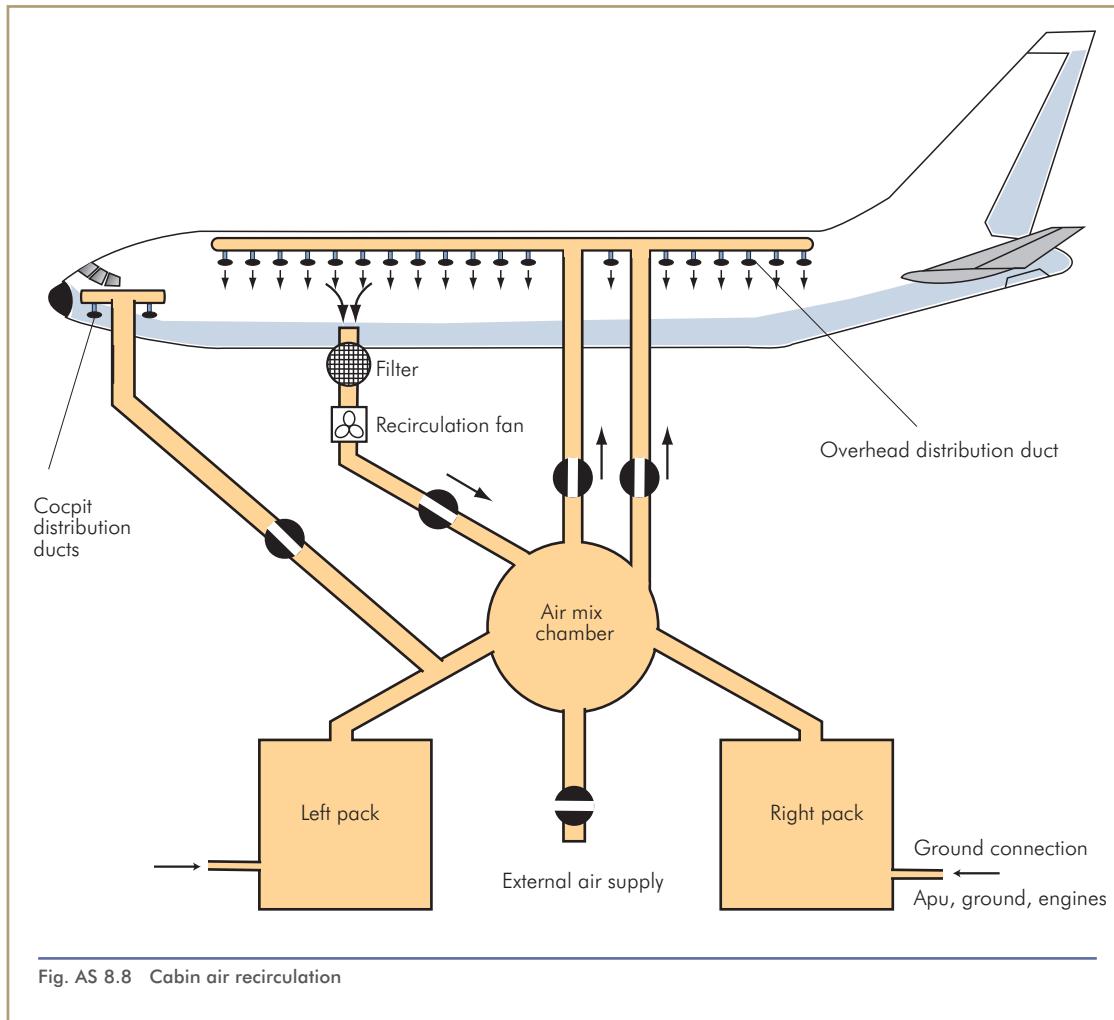 Filter
Recirculation fan
Overhead distribution duct
Cocpit
distribution
ducts
Air mix
chamber
Left pack
Right pack
External air supply
Ground connection
Apu, ground, engines
Fig. AS 8.8 Cabin air recirculation